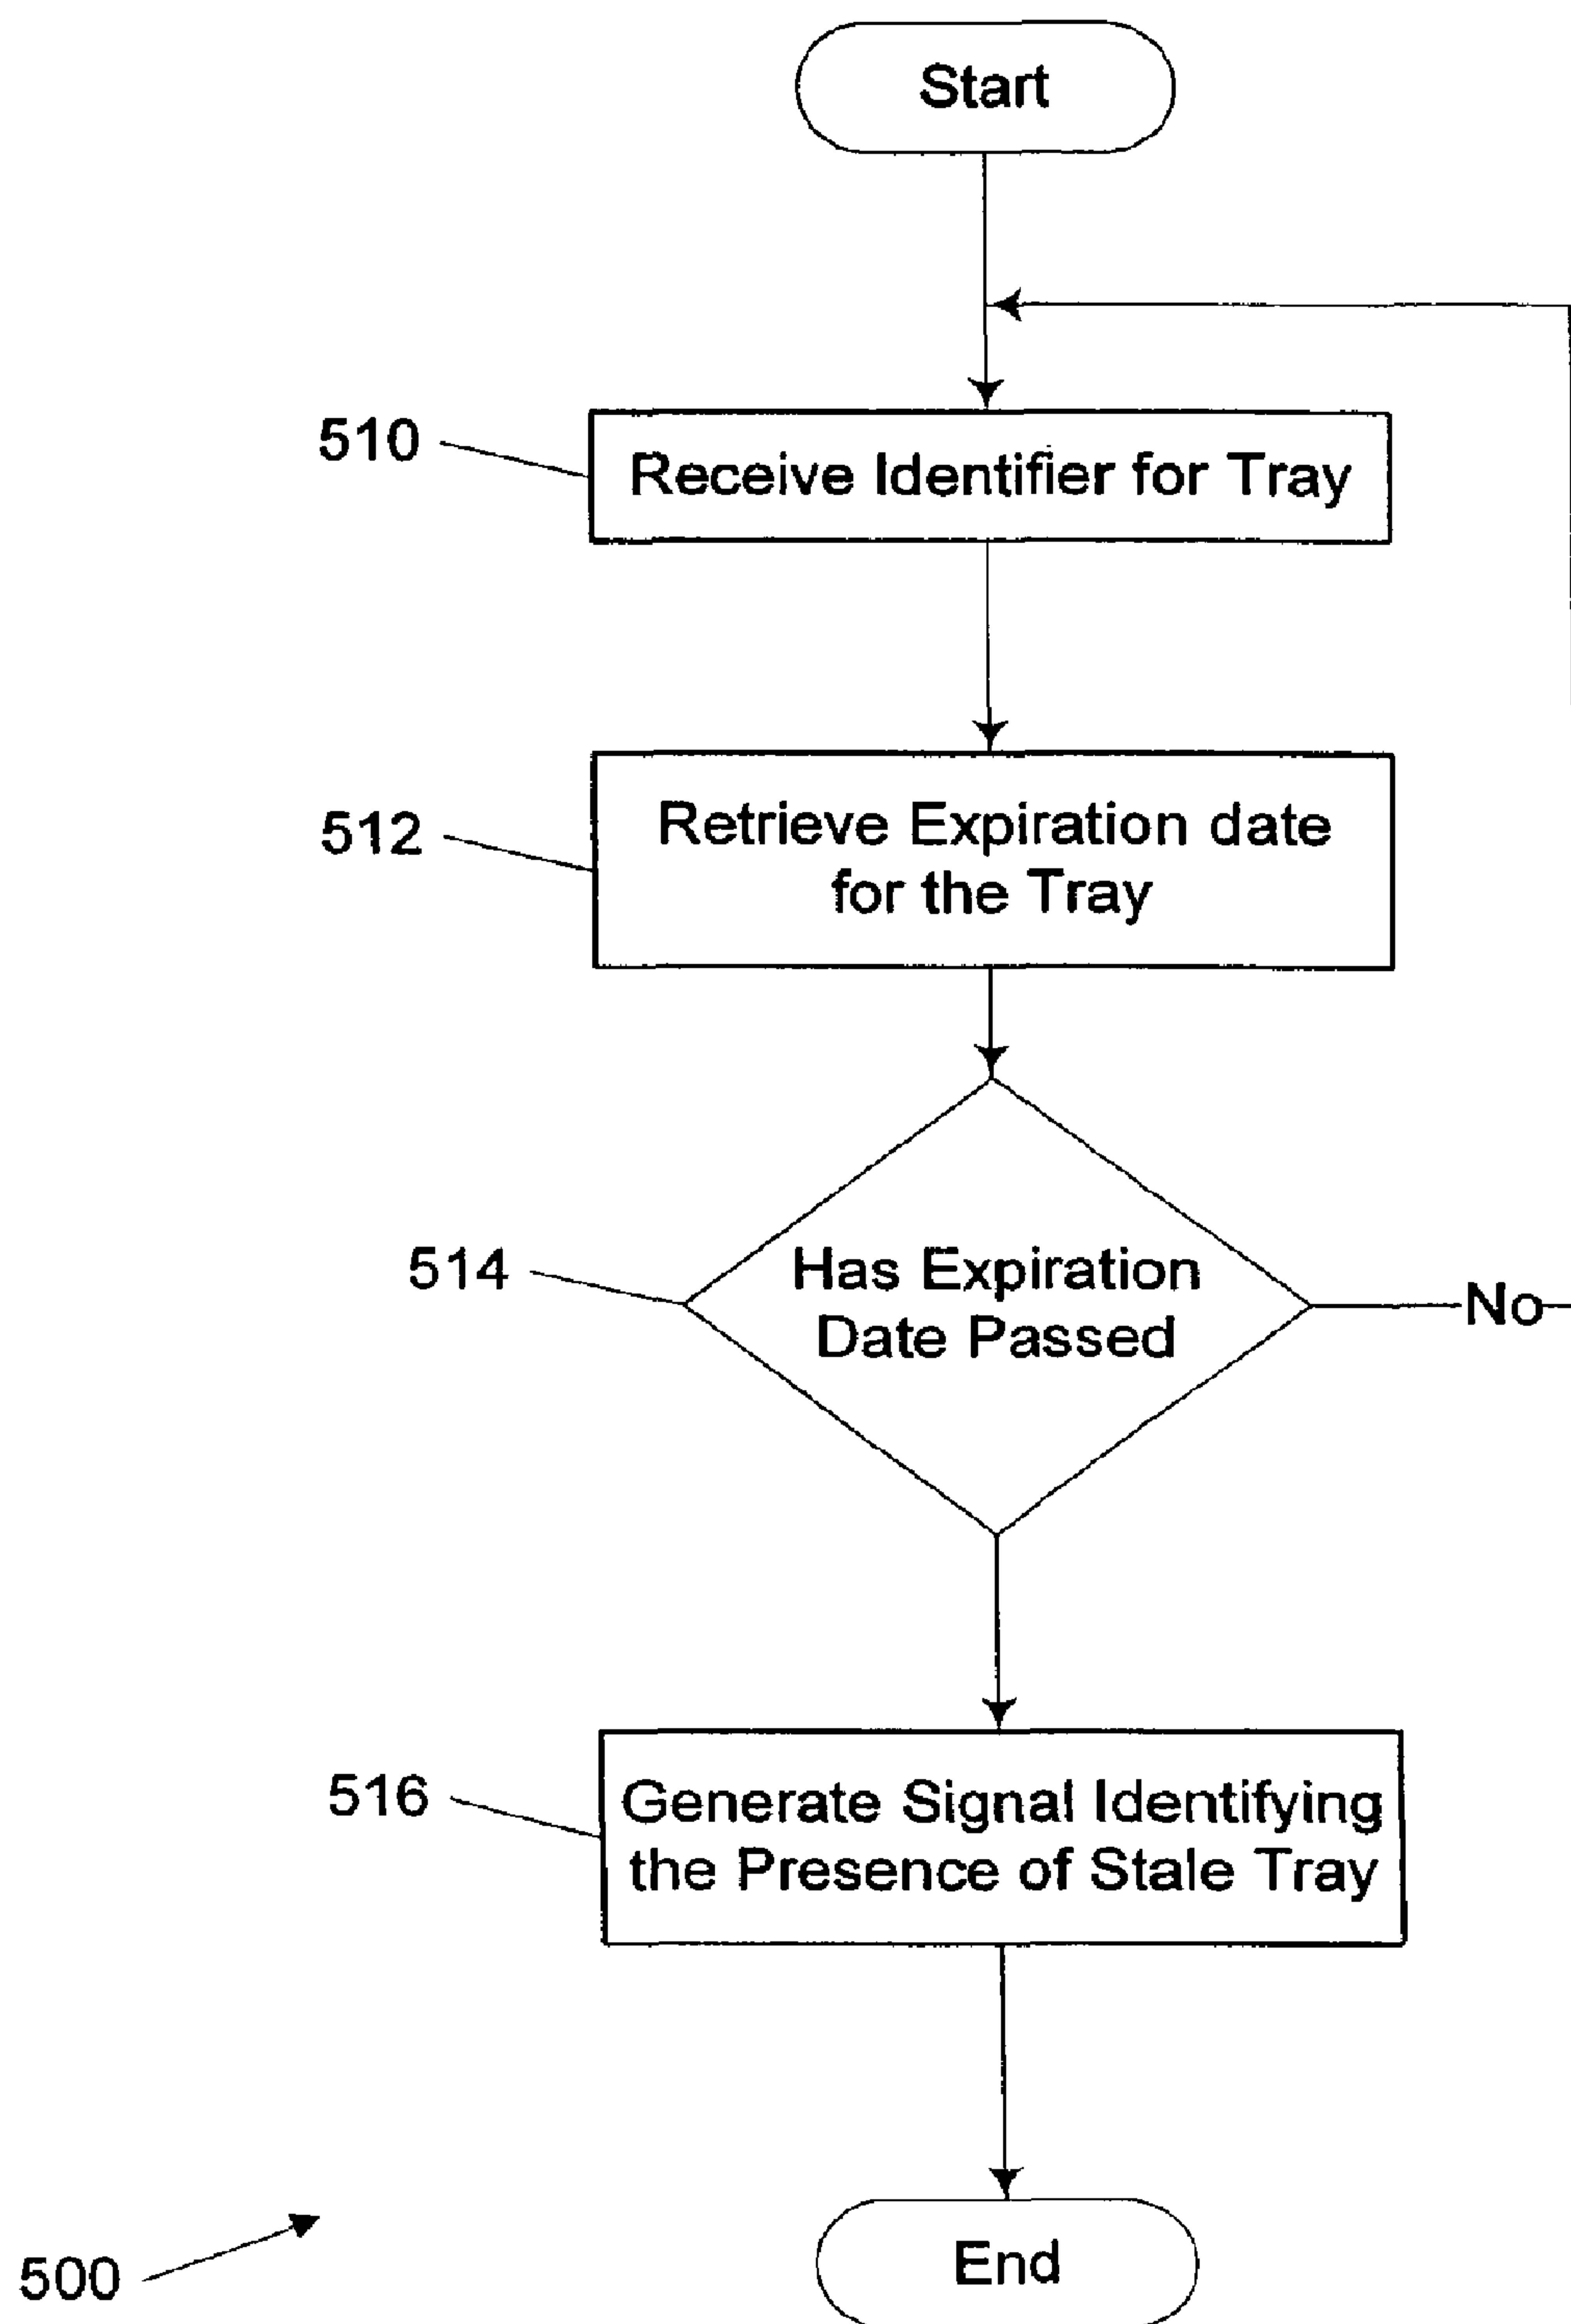 Start
510
Receive Identifier for Tray
512
Retrieve Expiration date
for the Tray
514
Has Expiration
Date Passed
No
516
Generate Signal Identifying
the Presence of Stale Tray
500
End